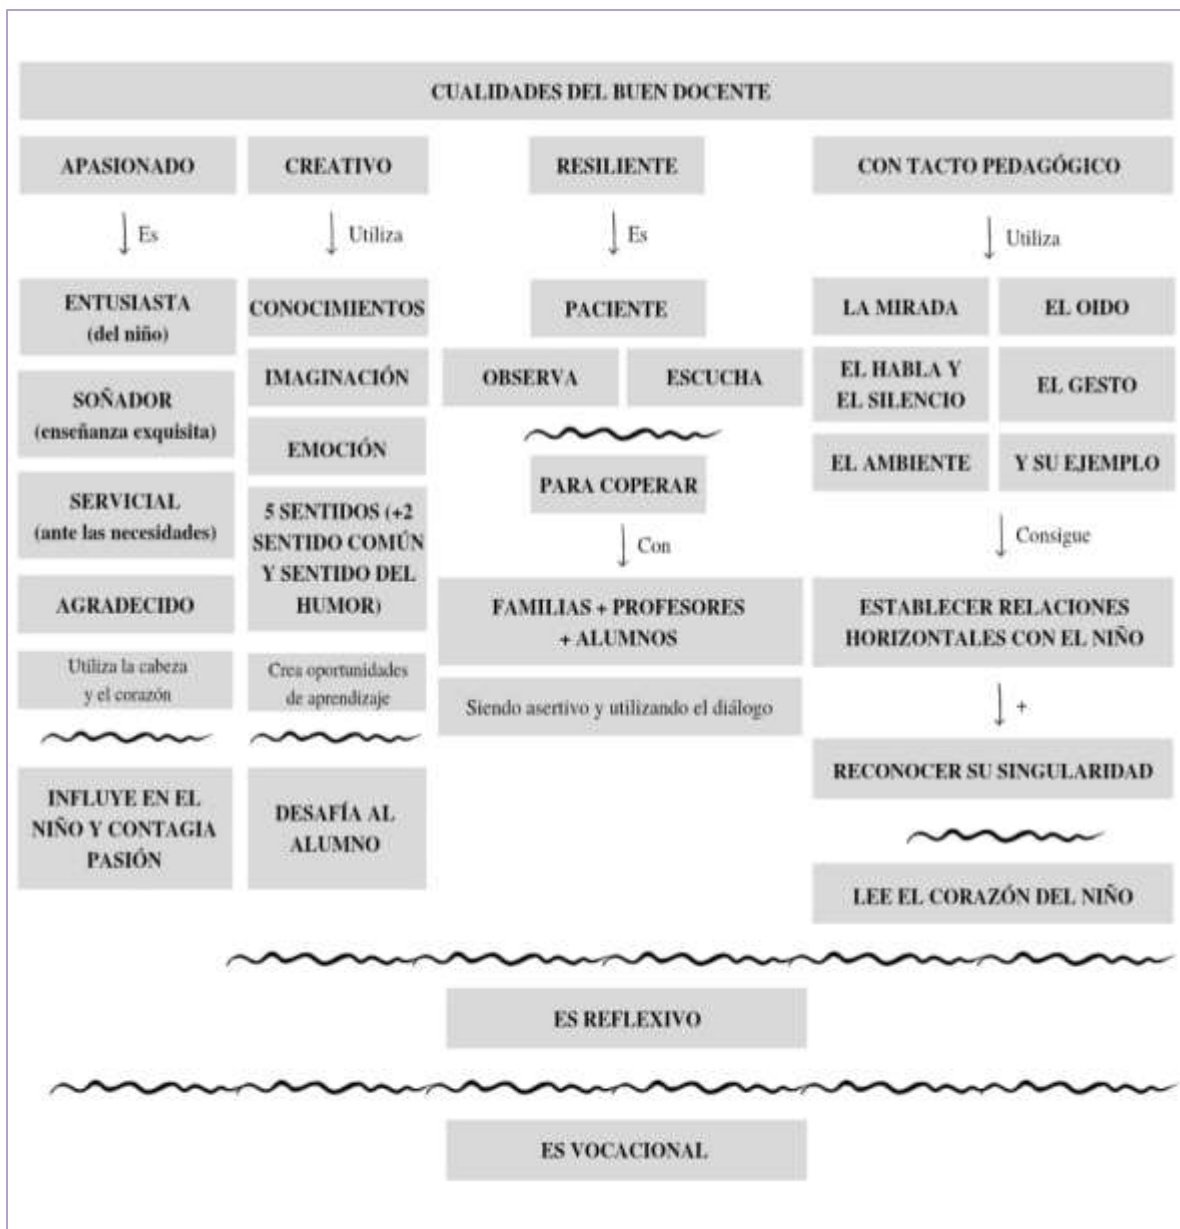 CUALIDADES DEL BUEN DOCENTE
APASIONADO
Es
ENTUSIASTA
(del niño)
SOÑADOR
(enseñanza exquisita)
SERVICIAL
(ante las necesidades)
AGRADECIDO
Utiliza la cabeza
y el corazón
INFLUYE EN EL
NIÑO Y CONTAGIA
PASIÓN
CREATIVO
Utiliza
CONOCIMIENTOS
IMAGINACIÓN
EMOCIÓN
5 SENTIDOS (+2
SENTIDO COMÚN
Y SENTIDO DEL
HUMOR)
Crea oportunidades
de aprendizaje
DESAFÍA AL
ALUMNO
RESILIENTE
Es
PACIENTE
OBSERVA
ESCUCHA
PARA COPERAR
Con
FAMILIAS + PROFESORES
+ ALUMNOS
Siendo asertivo y utilizando el diálogo
CON TACTO PEDAGÓGICO
Utiliza
LA MIRADA
EL OIDO
EL HABLA Y
EL SILENCIO
EL GESTO
EL AMBIENTE
Y SU EJEMPLO
Consigue
ESTABLECER RELACIONES
HORIZONTALES CON EL NIÑO
+
RECONOCER SU SINGULARIDAD
LEE EL CORAZÓN DEL NIÑO
ES REFLEXIVO
ES VOCACIONAL